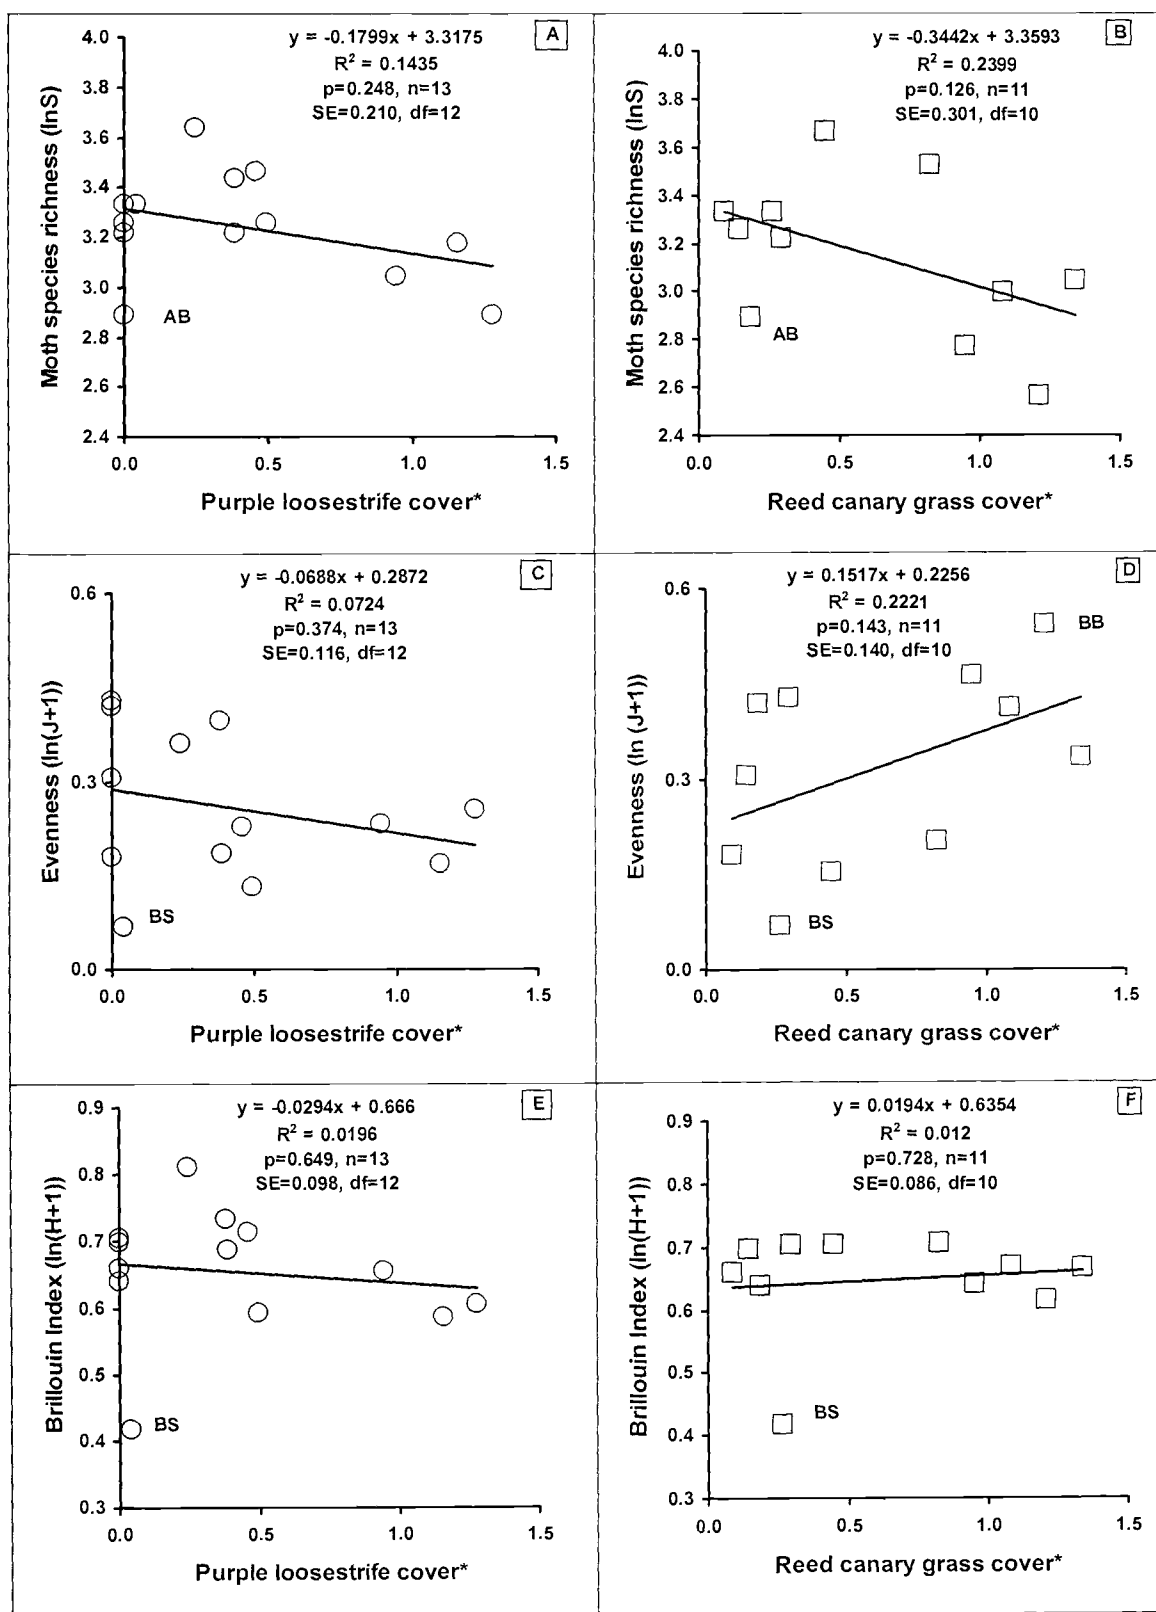 A
y = -0.1799x + 3.3175
R² = 0.1435
p=0.248, n=13
SE=0.210, df=12
4.0
3.8
3.6
3.4
3.2
3.0
2.8
2.6
2.4
Moth species richness (lnS)
AB
0.0 0.5 1.0 1.5
Purple loosestrife cover*
B
y = -0.3442x + 3.3593
R² = 0.2399
p=0.126, n=11
SE=0.301, df=10
4.0
3.8
3.6
3.4
3.2
3.0
2.8
2.6
2.4
Moth species richness (lnS)
AB
0.0 0.5 1.0 1.5
Reed canary grass cover*
C
y = -0.0688x + 0.2872
R² = 0.0724
p=0.374, n=13
SE=0.116, df=12
0.6
0.3
0.0
Evenness (ln(J+1))
BS
0.0 0.5 1.0 1.5
Purple loosestrife cover*
D
y = 0.1517x + 0.2256
R² = 0.2221
p=0.143, n=11
SE=0.140, df=10
0.6
0.3
0.0
Evenness (ln (J+1))
BB
BS
0.0 0.5 1.0 1.5
Reed canary grass cover*
E
y = -0.0294x + 0.666
R² = 0.0196
p=0.649, n=13
SE=0.098, df=12
0.9
0.8
0.7
0.6
0.5
0.4
0.3
Brillouin Index (ln(H+1))
BS
0.0 0.5 1.0 1.5
Purple loosestrife cover*
F
y = 0.0194x + 0.6354
R² = 0.012
p=0.728, n=11
SE=0.086, df=10
0.9
0.8
0.7
0.6
0.5
0.4
0.3
Brillouin Index (ln(H+1))
BS
0.0 0.5 1.0 1.5
Reed canary grass cover*